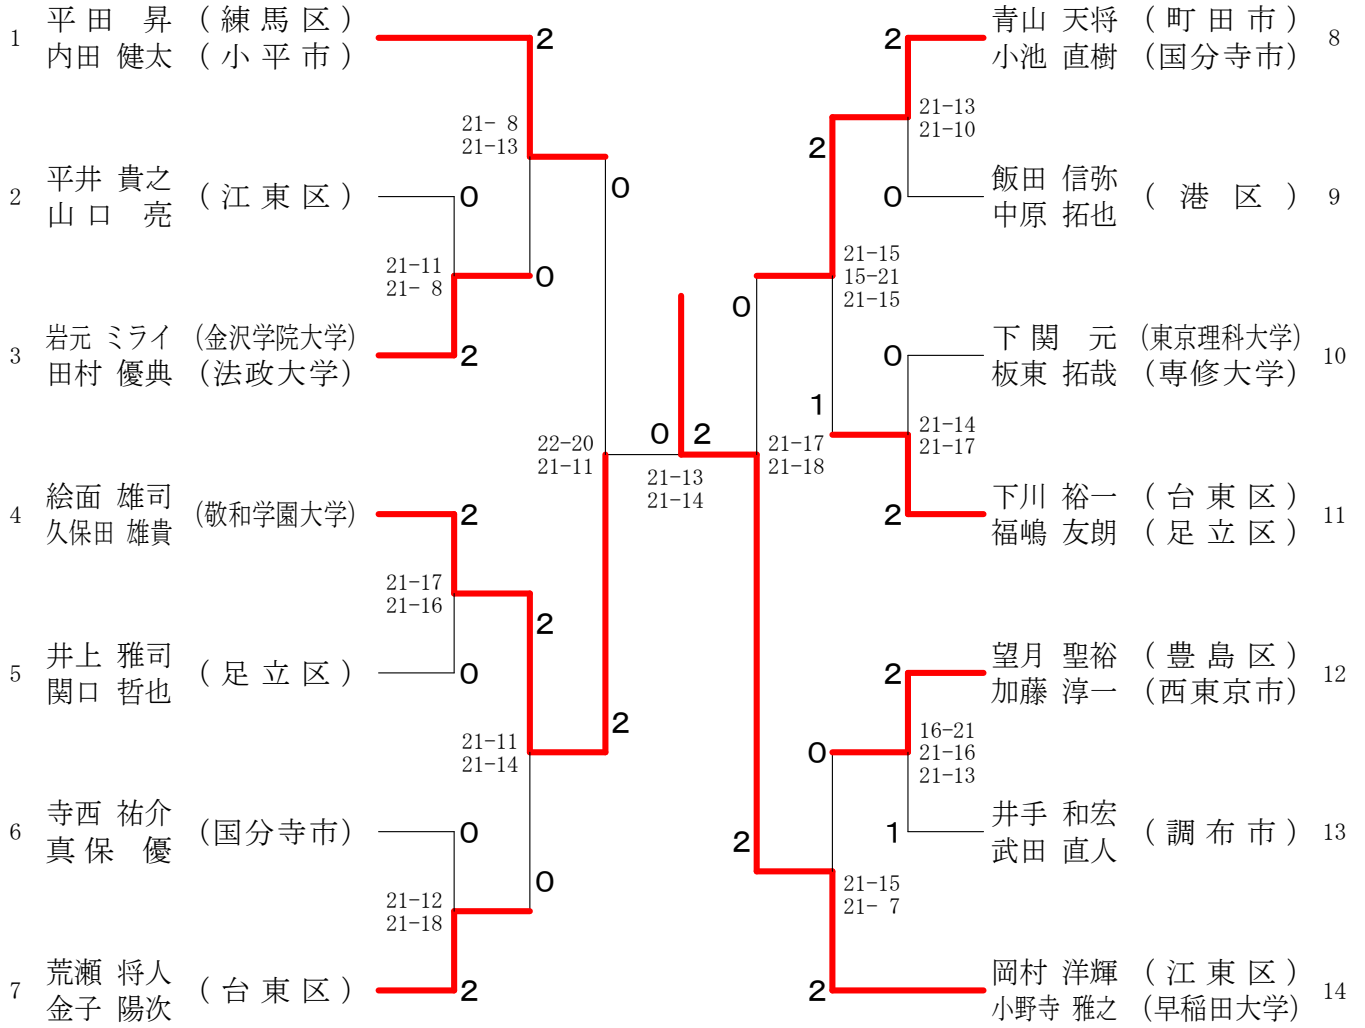 1 平田 昇 (練馬区)
内田 健太 (小平市)
2
21- 8
21-13
2 平井 貴之 (江東区)
山口 亮
0
0
21-11
21- 8
0
3 岩元 ミライ (金沢学院大学)
田村 優典 (法政大学)
2
22-20
21-11
4 絵面 雄司 (敬和学園大学)
久保田 雄貴
2
21-17
21-16
2
5 井上 雅司 (足立区)
関口 哲也
0
2
21-11
21-14
6 寺西 祐介 (国分寺市)
真保 優
0
0
21-12
21-18
7 荒瀬 将人 (台東区)
金子 陽次
2
0 2
21-13
21-14
2 青山 天将 (町田市) 8
小池 直樹 (国分寺市)
21-13
21-10
2
0 飯田 信弥 (港区) 9
中原 拓也
21-15
15-21
21-15
0
0 下関 元 (東京理科大学) 10
板東 拓哉 (専修大学)
1
21-14
21-17
21-17
21-18
2 下川 裕一 (台東区) 11
福嶋 友朗 (足立区)
2 望月 聖裕 (豊島区) 12
加藤 淳一 (西東京市)
16-21
21-16
21-13
0
1 井手 和宏 (調布市) 13
武田 直人
2
21-15
21- 7
2 岡村 洋輝 (江東区) 14
小野寺 雅之 (早稲田大学)